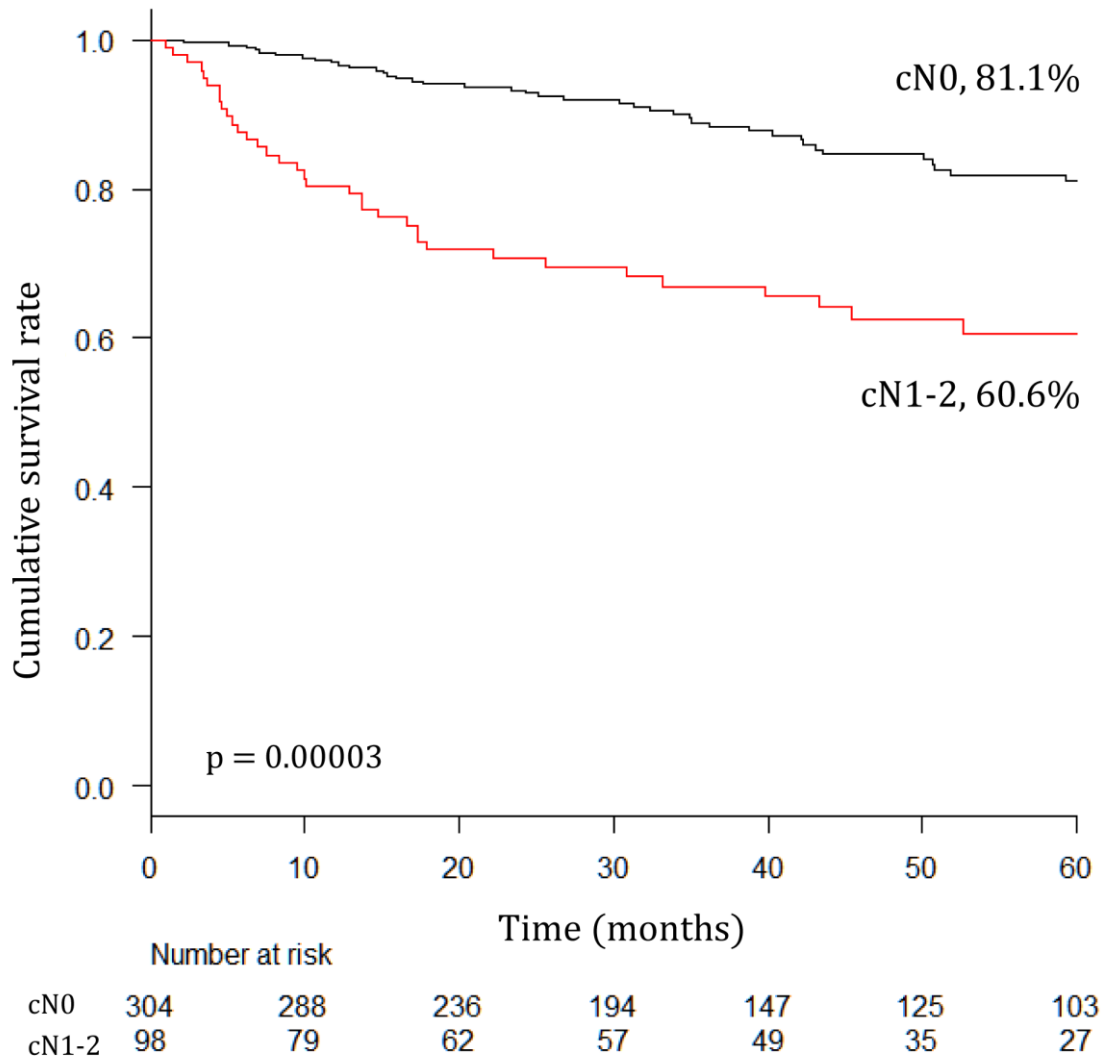 1.0
cN0, 81.1%
0.8
0.6
cN1-2, 60.6%
0.4
0.2
p = 0.00003
0.0
Cumulative survival rate
0 10 20 30 40 50 60
Time (months)
Number at risk
cN0 304 288 236 194 147 125 103
cN1-2 98 79 62 57 49 35 27